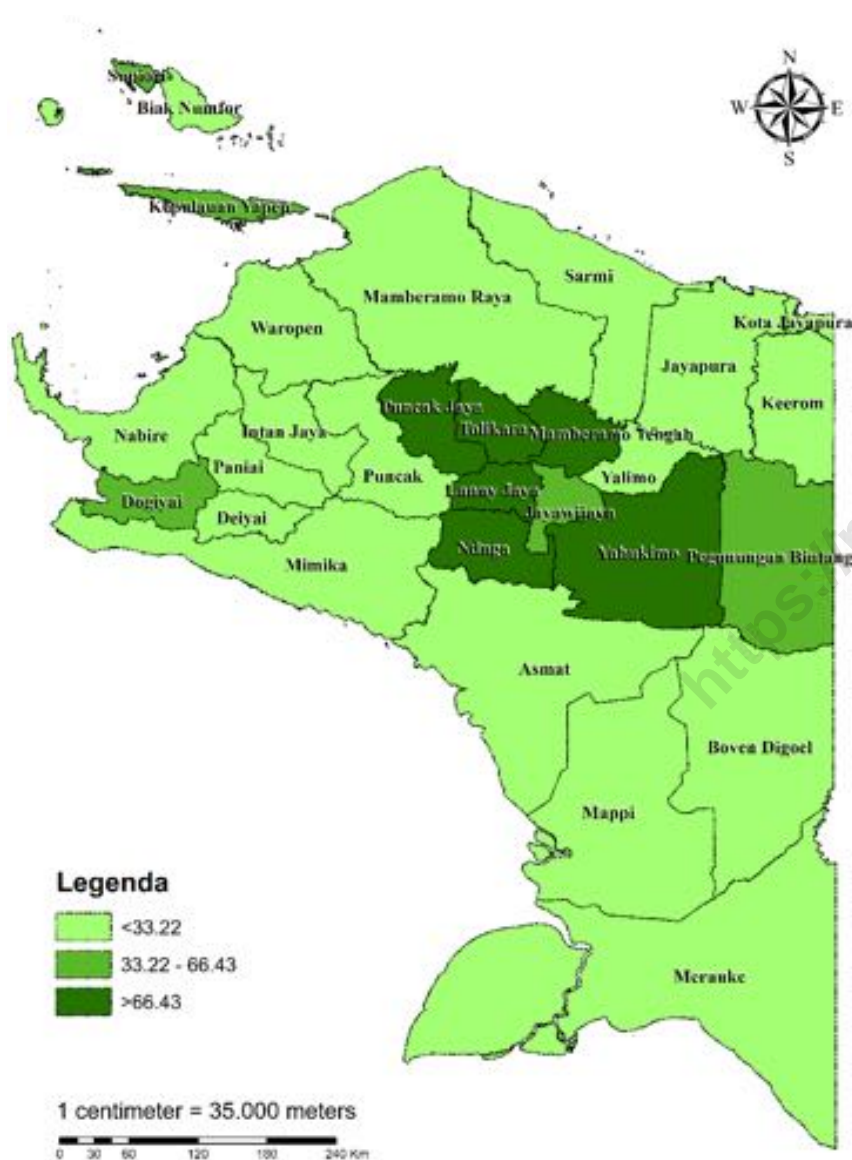 N
W E
S
Supiori
Biak Numfor
Kepulauan Yapen
Sarmi
Mamberamo Raya
Waropen
Kota Jayapura
Jayapura
Keerom
Puncak Jaya
Tolikara
Mamberamo Tengah
Intan Jaya
Nabire
Paniai
Puncak
Yalimo
Lanny Jaya
Dogiyai
Deiyai
Jayawijaya
Nduga
Yahukimo
Pegunungan Bintang
Mimika
https:
Asmat
Boven Digoel
Mappi
Merauke
Legenda
<33.22
33.22 - 66.43
>66.43
1 centimeter = 35.000 meters
0 30 60 120 180 240 Km